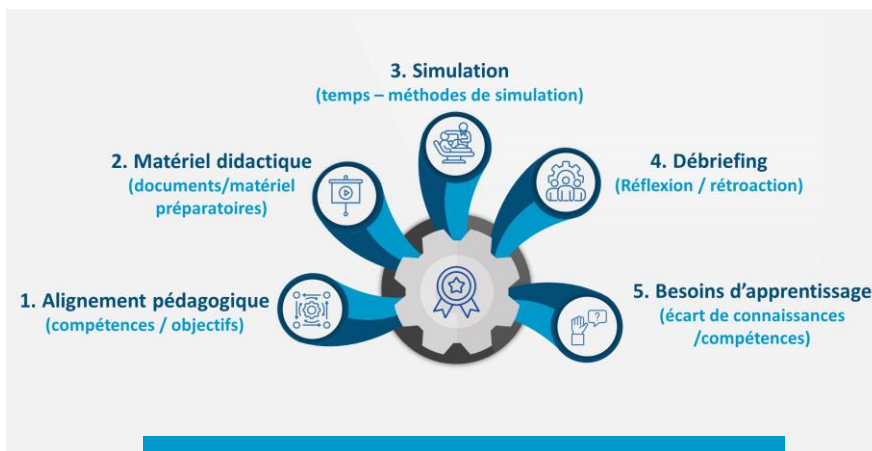 3. Simulation
(temps – méthodes de simulation)
2. Matériel didactique
(documents/matériel
préparatoires)
4. Débriefing
(Réflexion / rétroaction)
1. Alignement pédagogique
(compétences / objectifs)
5. Besoins d’apprentissage
(écart de connaissances
/compétences)
?